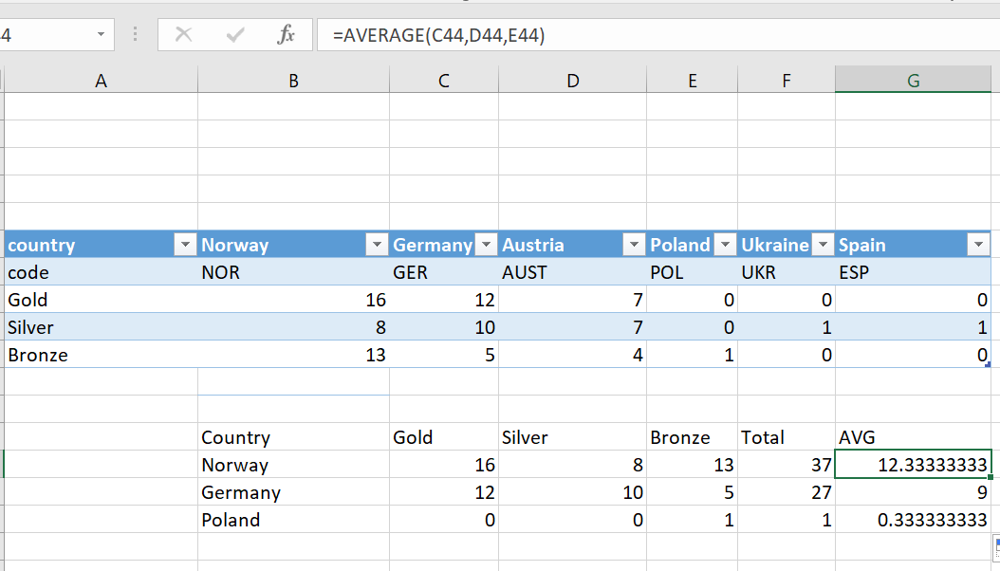 4 fx =AVERAGE(C44,D44,E44)
A B C D E F G
country Norway Germany Austria Poland Ukraine Spain
code NOR GER AUST POL UKR ESP
Gold 16 12 7 0 0 0
Silver 8 10 7 0 1 1
Bronze 13 5 4 1 0 0
Country Gold Silver Bronze Total AVG
Norway 16 8 13 37 12.33333333
Germany 12 10 5 27 9
Poland 0 0 1 1 0.333333333